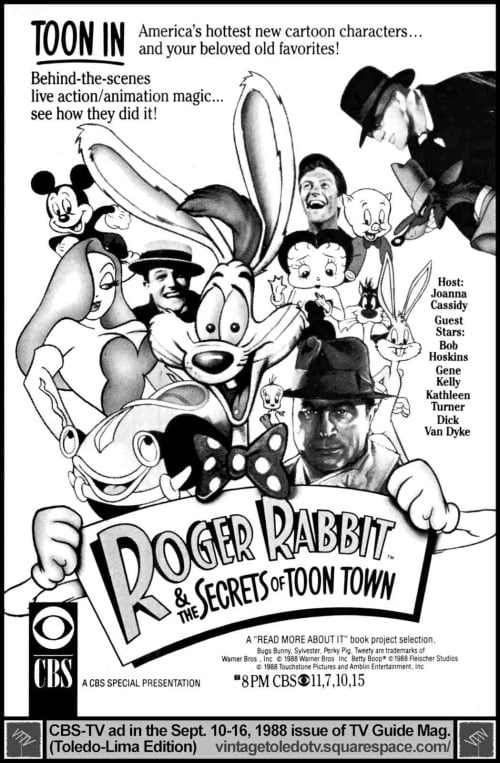 TOON IN
America's hottest new cartoon characters...
and your beloved old favorites!
Behind-the-scenes
live action/animation magic...
see how they did it!
Host:
Joanna
Cassidy
Guest
Stars:
Bob
Hoskins
Gene
Kelly
Kathleen
Turner
Dick
Van Dyke
ROGER RABBIT™
& THE SECRETS OF TOON TOWN
A "READ MORE ABOUT IT" book project selection.
Bugs Bunny, Sylvester, Porky Pig, Tweety are trademarks of
Warner Bros., Inc © 1988 Warner Bros Inc Betty Boop® © 1988 Fleischer Studios
© 1988 Touchstone Pictures and Amblin Entertainment, Inc
CBS
A CBS SPECIAL PRESENTATION
8PM CBS 11,7,10,15
CBS-TV ad in the Sept. 10-16, 1988 issue of TV Guide Mag.
(Toledo-Lima Edition) vintagetoledotv.squarespace.com/